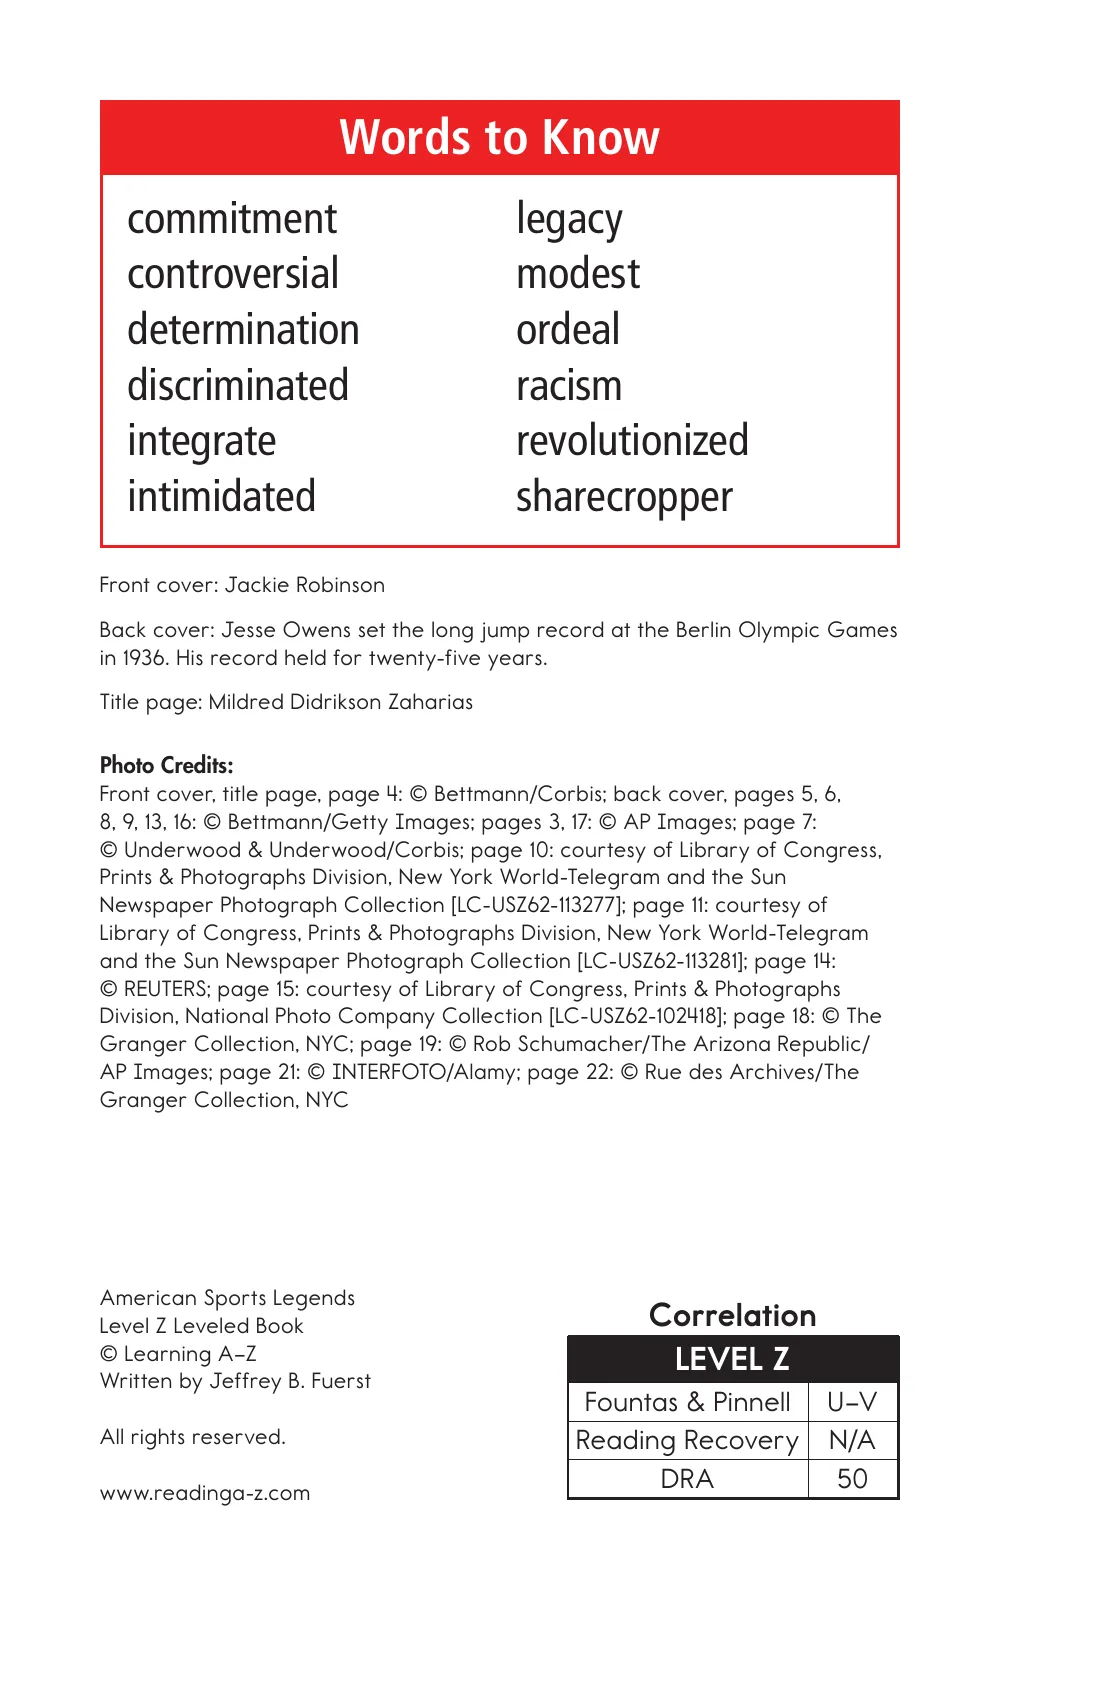 Words to Know
commitment
controversial
determination
discriminated
integrate
intimidated
legacy
modest
ordeal
racism
revolutionized
sharecropper
Front cover: Jackie Robinson
Back cover: Jesse Owens set the long jump record at the Berlin Olympic Games
in 1936. His record held for twenty-five years.
Title page: Mildred Didrikson Zaharias
Photo Credits:
Front cover, title page, page 4: © Bettmann/Corbis; back cover, pages 5, 6,
8, 9, 13, 16: © Bettmann/Getty Images; pages 3, 17: © AP Images; page 7:
© Underwood & Underwood/Corbis; page 10: courtesy of Library of Congress,
Prints & Photographs Division, New York World-Telegram and the Sun
Newspaper Photograph Collection [LC-USZ62-113277]; page 11: courtesy of
Library of Congress, Prints & Photographs Division, New York World-Telegram
and the Sun Newspaper Photograph Collection [LC-USZ62-113281]; page 14:
© REUTERS; page 15: courtesy of Library of Congress, Prints & Photographs
Division, National Photo Company Collection [LC-USZ62-102418]; page 18: © The
Granger Collection, NYC; page 19: © Rob Schumacher/The Arizona Republic/
AP Images; page 21: © INTERFOTO/Alamy; page 22: © Rue des Archives/The
Granger Collection, NYC
American Sports Legends
Level Z Leveled Book
© Learning A–Z
Written by Jeffrey B. Fuerst
All rights reserved.
www.readinga-z.com
Correlation
LEVEL Z
Fountas & Pinnell U–V
Reading Recovery N/A
DRA 50